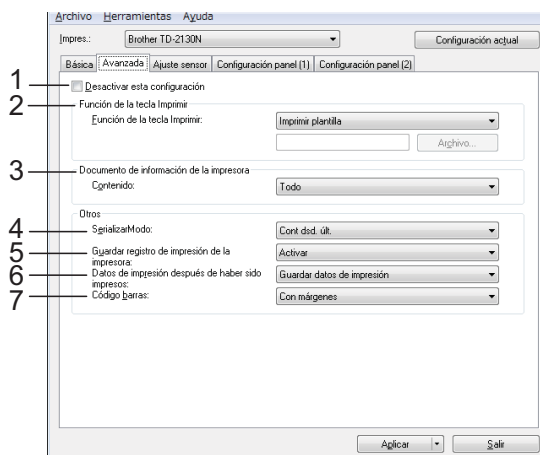 Archivo Herramientas Ayuda
Impres.: Brother TD-2130N Configuración actual
Básica Avanzada Ajuste sensor Configuración panel (1) Configuración panel (2)
1 Desactivar esta configuración
2 Función de la tecla Imprimir
Función de la tecla Imprimir: Imprimir plantilla
Archivo...
3 Documento de información de la impresora
Contenido: Todo
Otros
4 SerializarModo: Cont dsd. últ.
5 Guardar registro de impresión de la impresora: Activar
6 Datos de impresión después de haber sido impresos: Guardar datos de impresión
7 Código barras: Con márgenes
Aplicar Salir